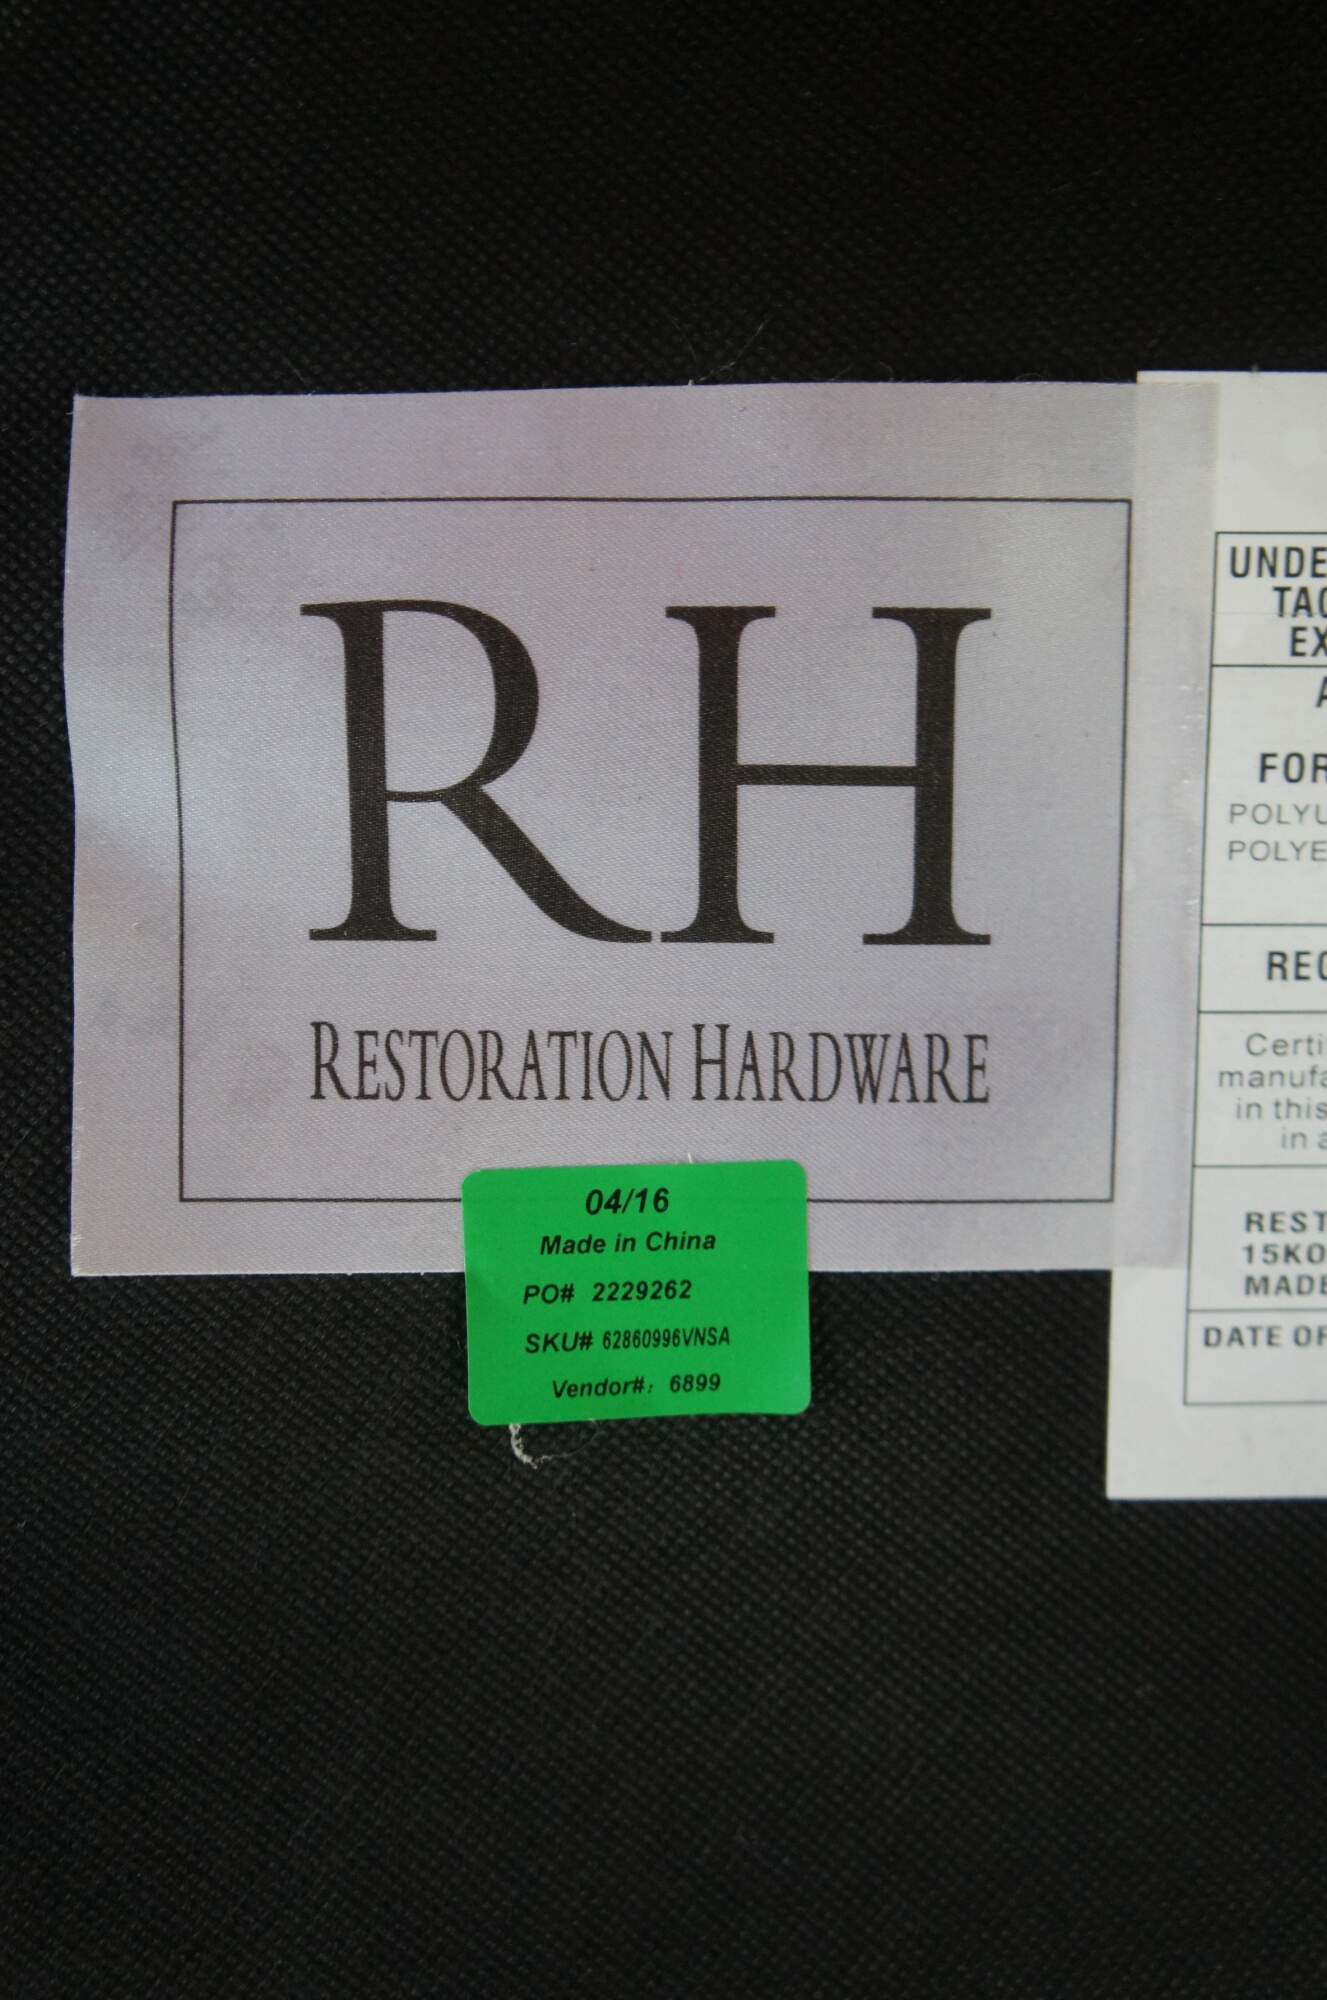 RH
RESTORATION HARDWARE
04/16
Made in China
PO# 2229262
SKU# 62860996VNSA
Vendor#: 6899
UNDE
TAG
EX
A
FOR
POLYU
POLYE
REC
Certi
manufa
in this
in a
REST
15KO
MADE
DATE OF